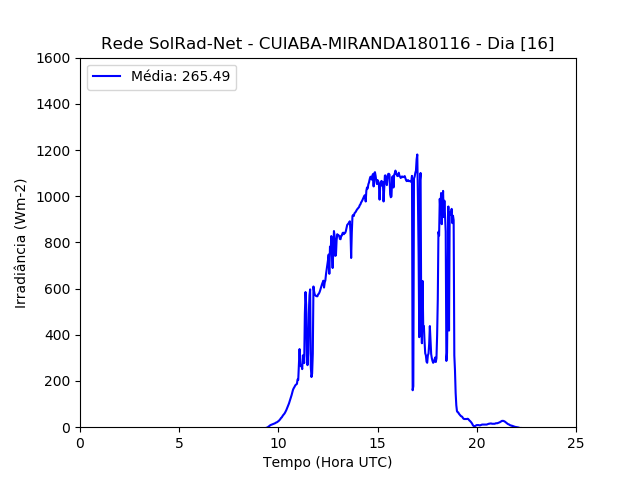 Rede SolRad-Net - CUIABA-MIRANDA180116 - Dia [16]
Média: 265.49
Irradiância (Wm-2)
1600
1400
1200
1000
800
600
400
200
0
0 5 10 15 20 25
Tempo (Hora UTC)